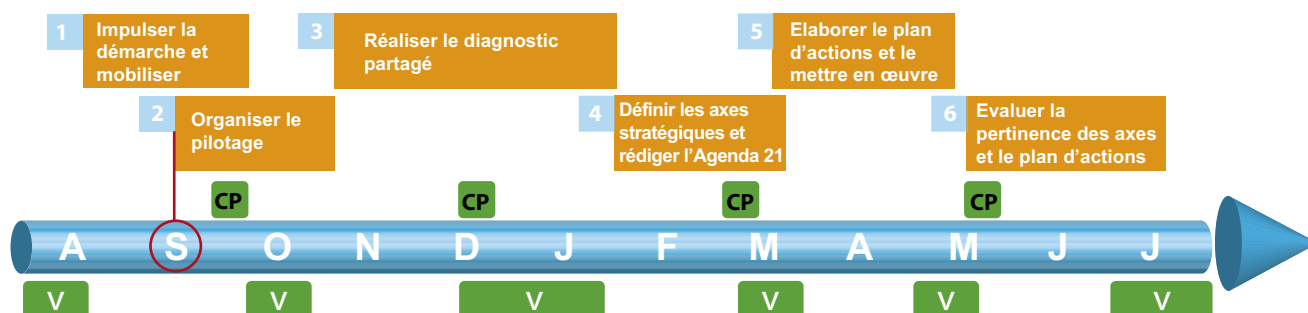 1
Impulser la
démarche et
mobiliser
2
Organiser le
pilotage
3
Réaliser le diagnostic
partagé
4
Définir les axes
stratégiques et
rédiger l’Agenda 21
5
Elaborer le plan
d’actions et le
mettre en œuvre
6
Evaluer la
pertinence des axes
et le plan d’actions
CP CP CP CP
A S O N D J F M A M J J
V V V V V V